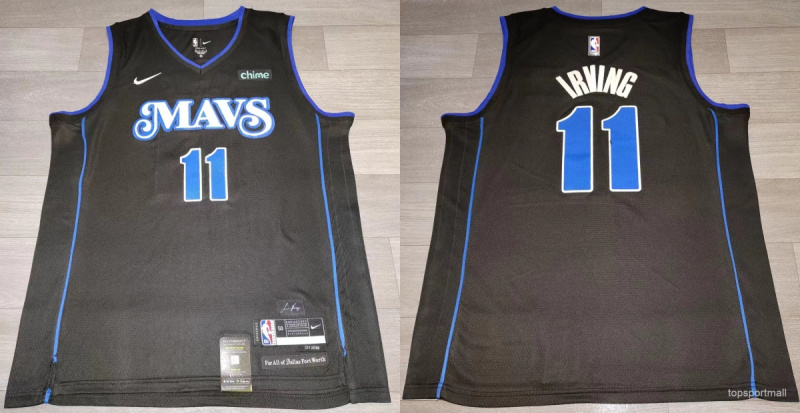 chime
MAVS
11
For All of Dallas Fort Worth
IRVING
11
topsportmall